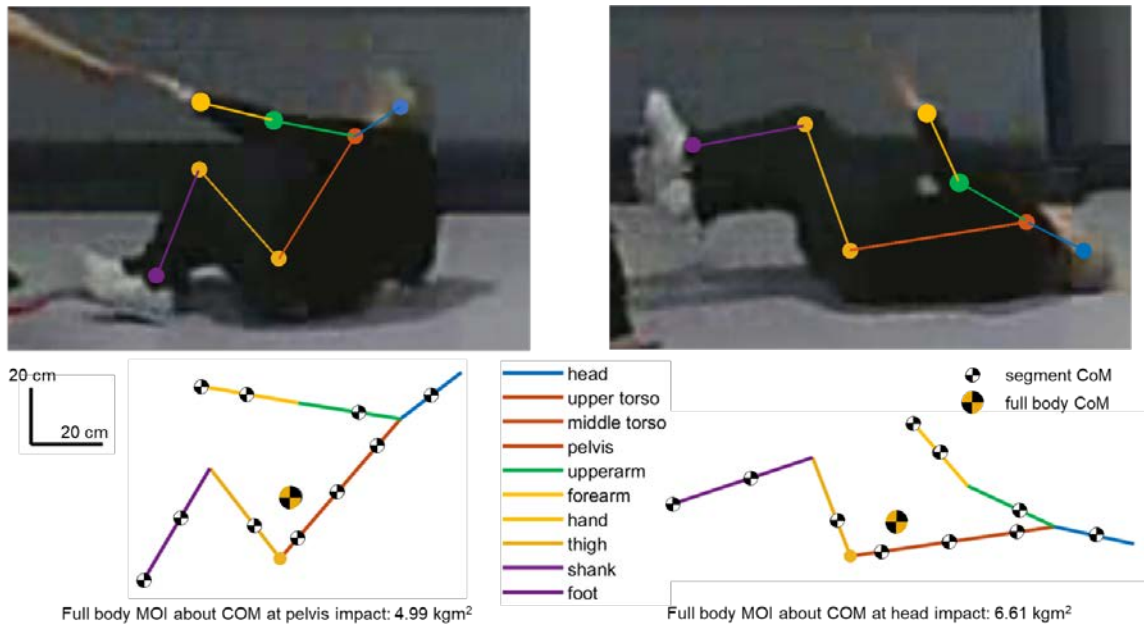 20 cm
20 cm
head
upper torso
middle torso
pelvis
upperarm
forearm
hand
thigh
shank
foot
segment CoM
full body CoM
Full body MOI about COM at pelvis impact: 4.99 kgm²
Full body MOI about COM at head impact: 6.61 kgm²